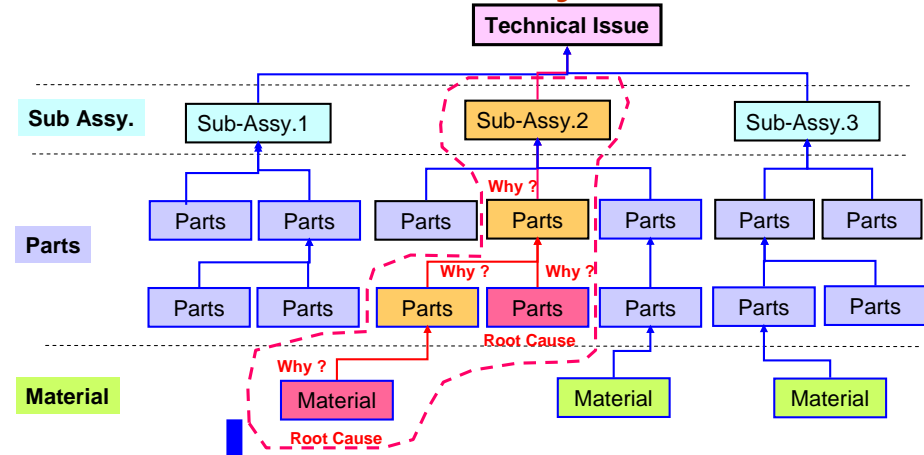 Technical Issue
Sub Assy.
Sub-Assy.1
Sub-Assy.2
Sub-Assy.3
Why ?
Parts
Parts
Parts
Parts
Parts
Parts
Parts
Parts
Why ?
Why ?
Parts
Parts
Parts
Parts
Parts
Parts
Parts
Root Cause
Why ?
Material
Material
Material
Material
Root Cause